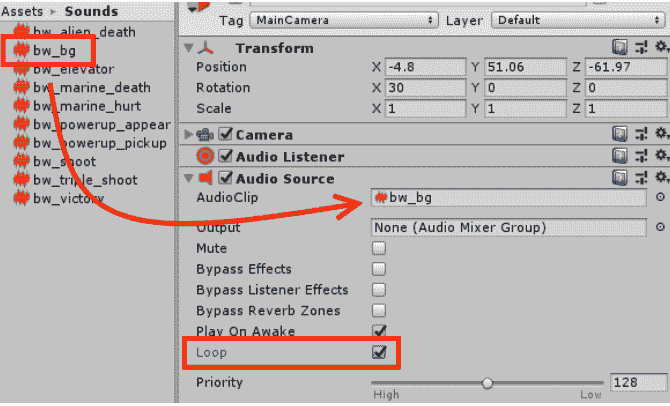 Assets ▸ Sounds
bw_alien_death
bw_bg
bw_elevator
bw_marine_death
bw_marine_hurt
bw_powerup_appear
bw_powerup_pickup
bw_shoot
bw_triple_shoot
bw_victory
Tag MainCamera Layer Default
Transform
Position X -4.8 Y 51.06 Z -61.97
Rotation X 30 Y 0 Z 0
Scale X 1 Y 1 Z 1
Camera
Audio Listener
Audio Source
AudioClip bw_bg
Output None (Audio Mixer Group)
Mute
Bypass Effects
Bypass Listener Effects
Bypass Reverb Zones
Play On Awake
Loop
Priority 128
High Low